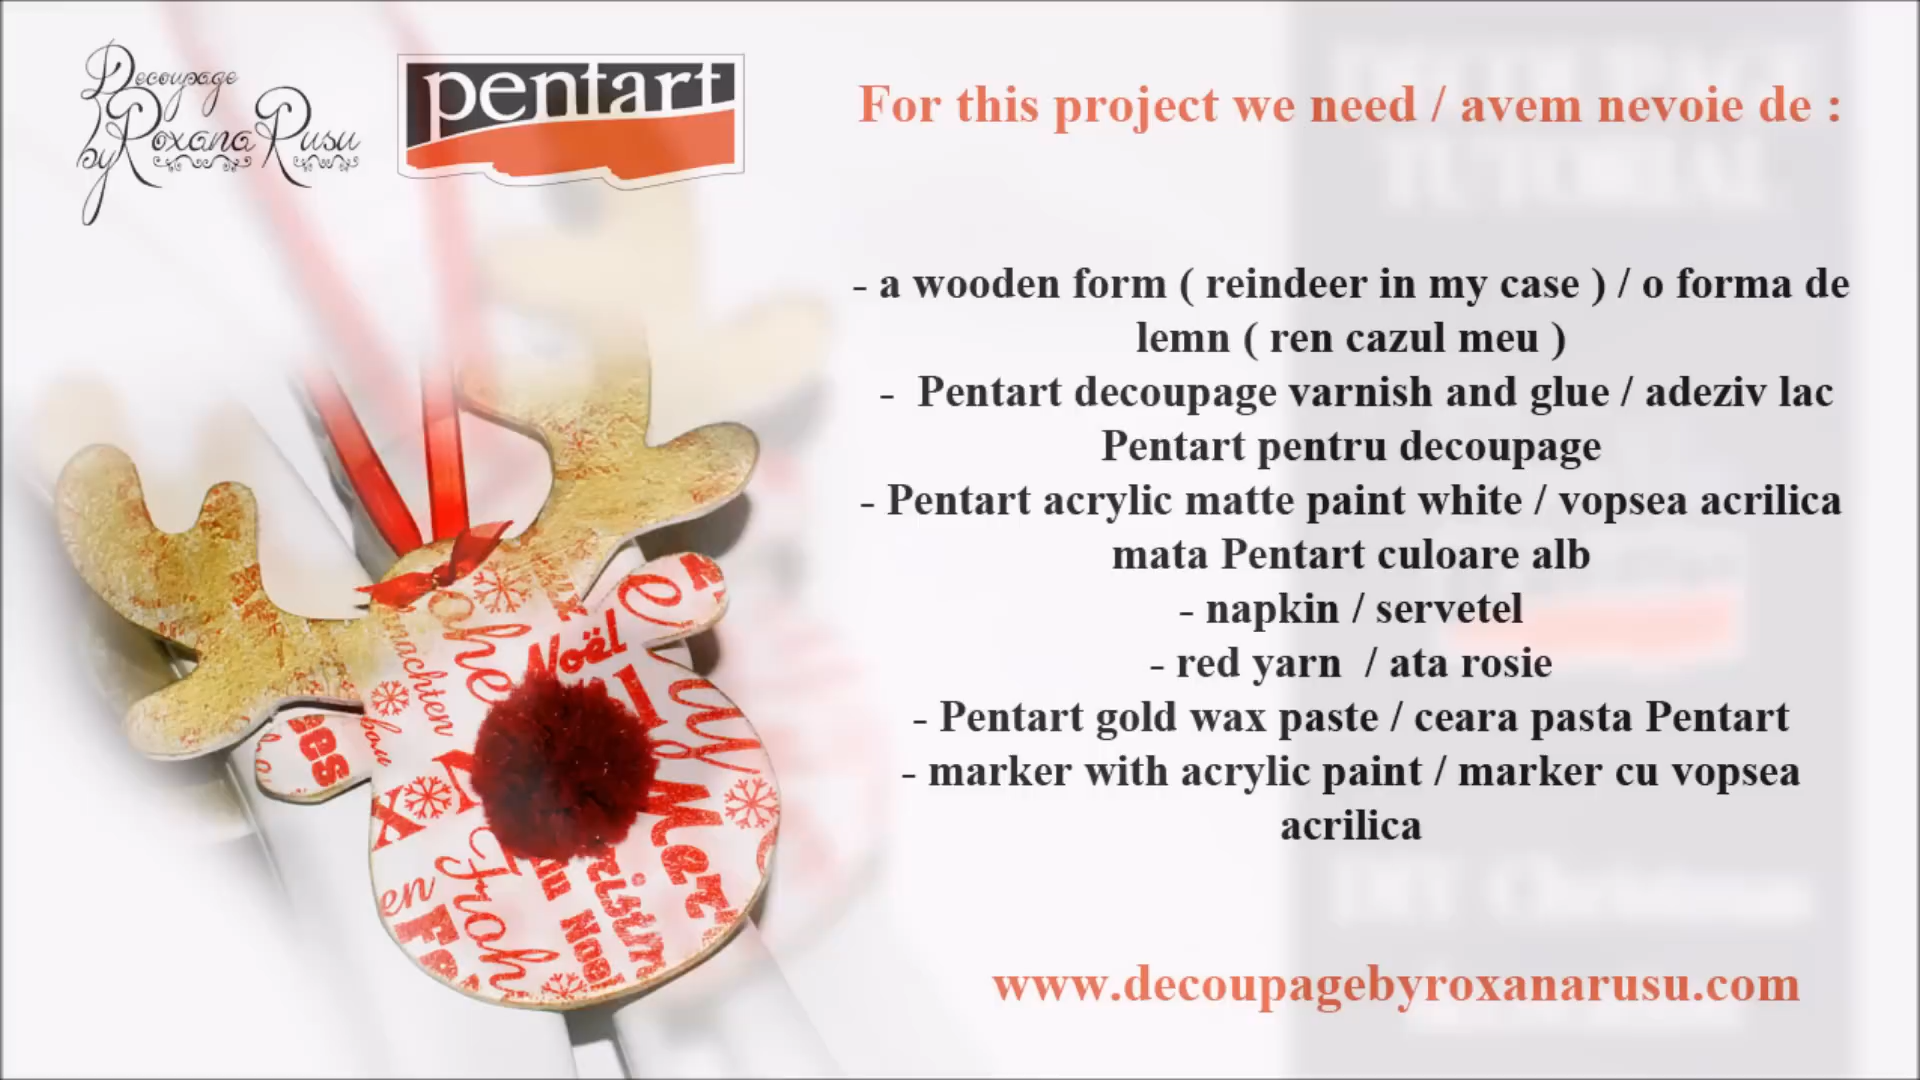 Decoupage
by Roxana Rusu
pentart
For this project we need / avem nevoie de :
- a wooden form ( reindeer in my case ) / o forma de
lemn ( ren cazul meu )
- Pentart decoupage varnish and glue / adeziv lac
Pentart pentru decoupage
- Pentart acrylic matte paint white / vopsea acrilica
mata Pentart culoare alb
- napkin / servetel
- red yarn / ata rosie
- Pentart gold wax paste / ceara pasta Pentart
- marker with acrylic paint / marker cu vopsea
acrilica
www.decoupagebyroxanarusu.com
Noël
Froh
Noel